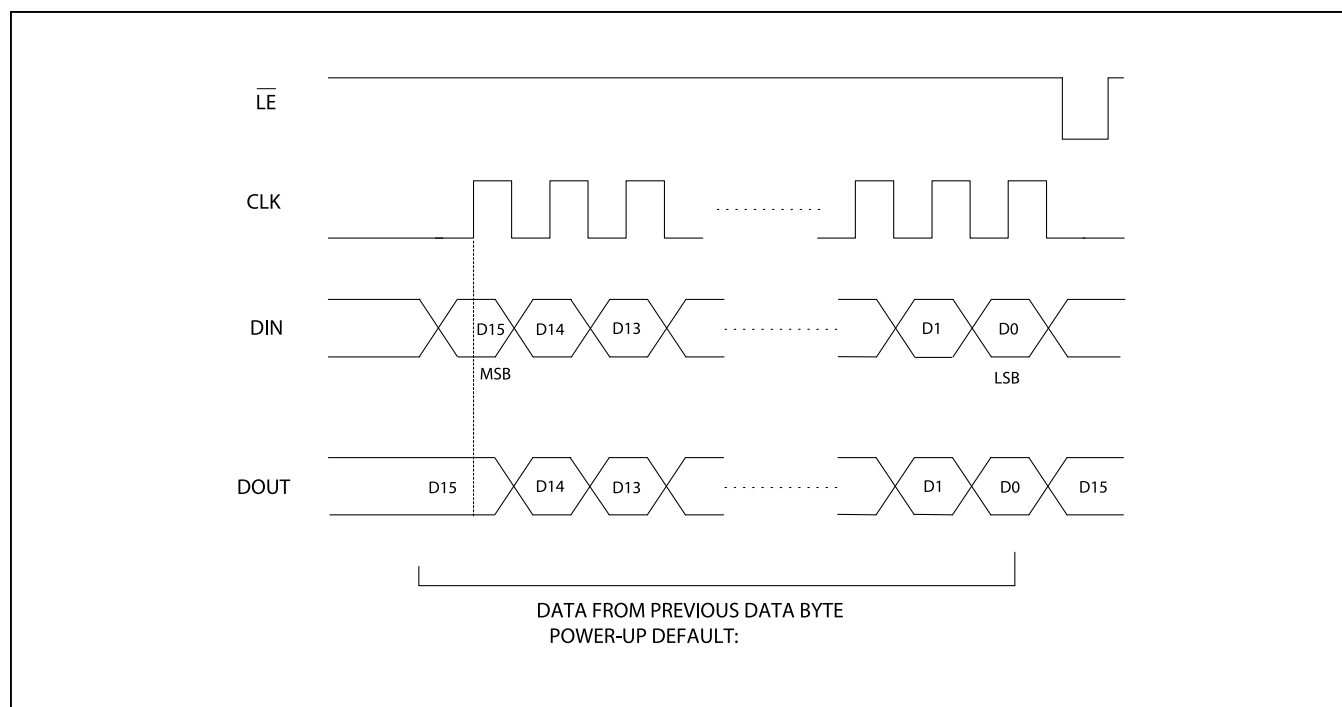 LE
CLK
DIN
D15 D14 D13 D1 D0
MSB LSB
DOUT
D15 D14 D13 D1 D0 D15
DATA FROM PREVIOUS DATA BYTE
POWER-UP DEFAULT: